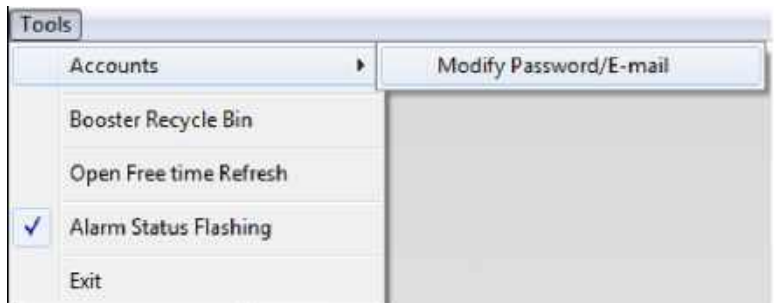 Tools
Accounts
Modify Password/E-mail
Booster Recycle Bin
Open Free time Refresh
Alarm Status Flashing
Exit